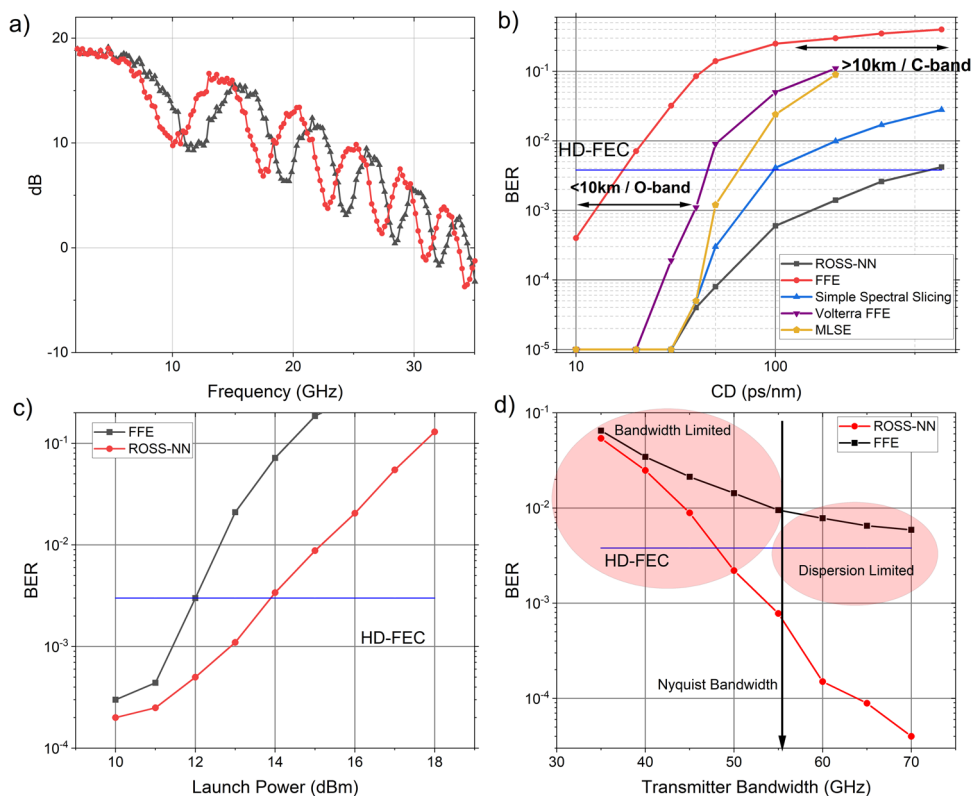 a)
dB
20
10
0
-10
10
20
30
Frequency (GHz)
b)
BER
10⁻¹
10⁻²
10⁻³
10⁻⁴
10⁻⁵
>10km / C-band
HD-FEC
<10km / O-band
ROSS-NN
FFE
Simple Spectral Slicing
Volterra FFE
MLSE
10
100
CD (ps/nm)
c)
BER
10⁻¹
10⁻²
10⁻³
10⁻⁴
FFE
ROSS-NN
HD-FEC
10
11
12
13
14
15
16
17
18
Launch Power (dBm)
d)
BER
10⁻¹
10⁻²
10⁻³
10⁻⁴
Bandwidth Limited
ROSS-NN
FFE
HD-FEC
Dispersion Limited
Nyquist Bandwidth
30
40
50
60
70
Transmitter Bandwidth (GHz)